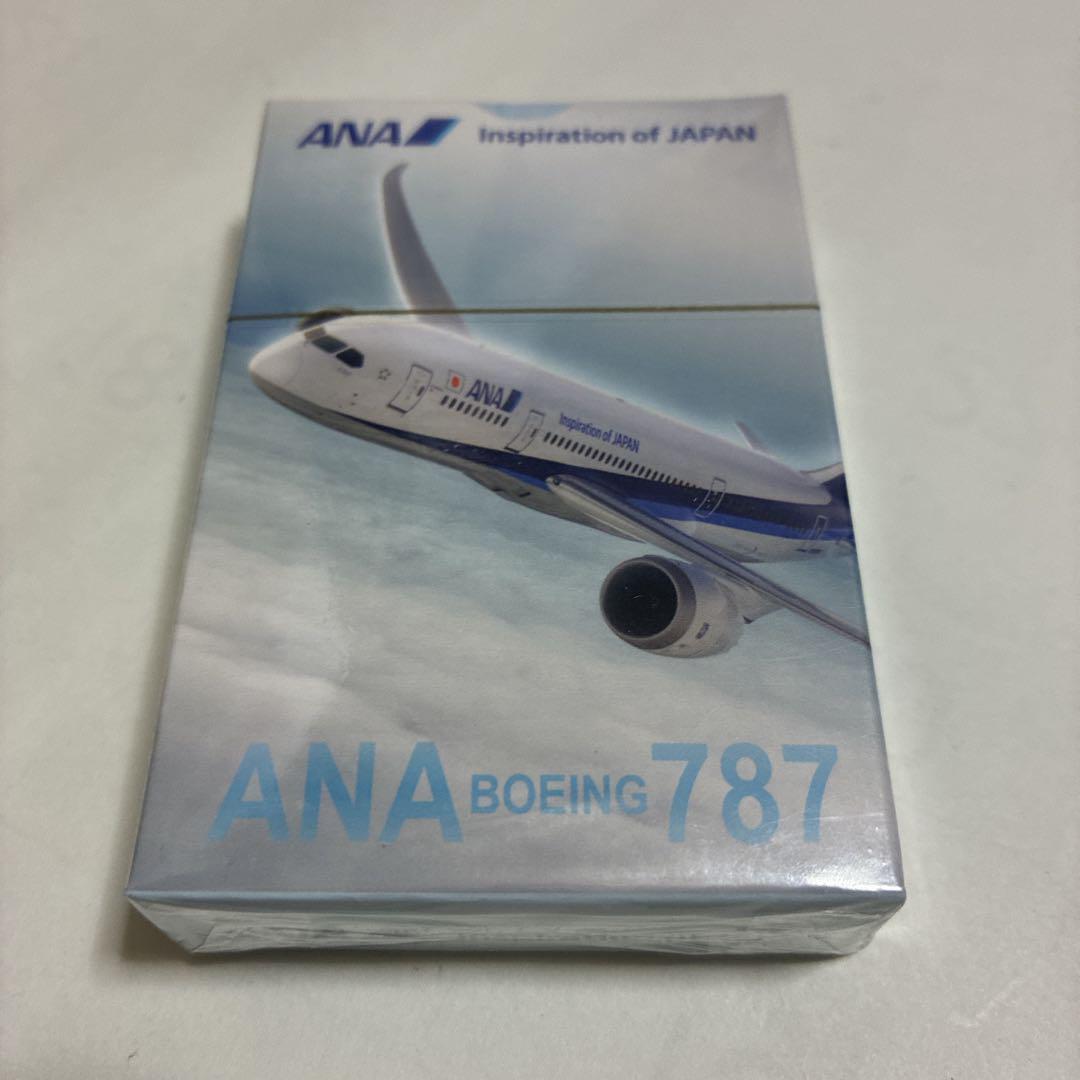 ANA Inspiration of JAPAN
ANA
Inspiration of JAPAN
ANA BOEING 787